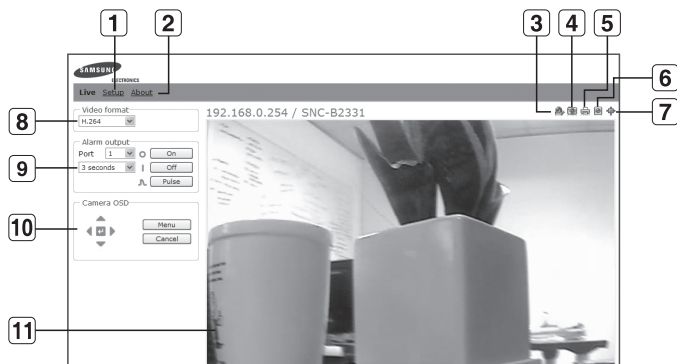 1 2 3 4 5
6
7
8
9
10
11
SAMSUNG
ELECTRONICS
Live Setup About
192.168.0.254 / SNC-B2331
Video format
H.264
Alarm output
Port 1 On
3 seconds Off
Pulse
Camera OSD
Menu
Cancel